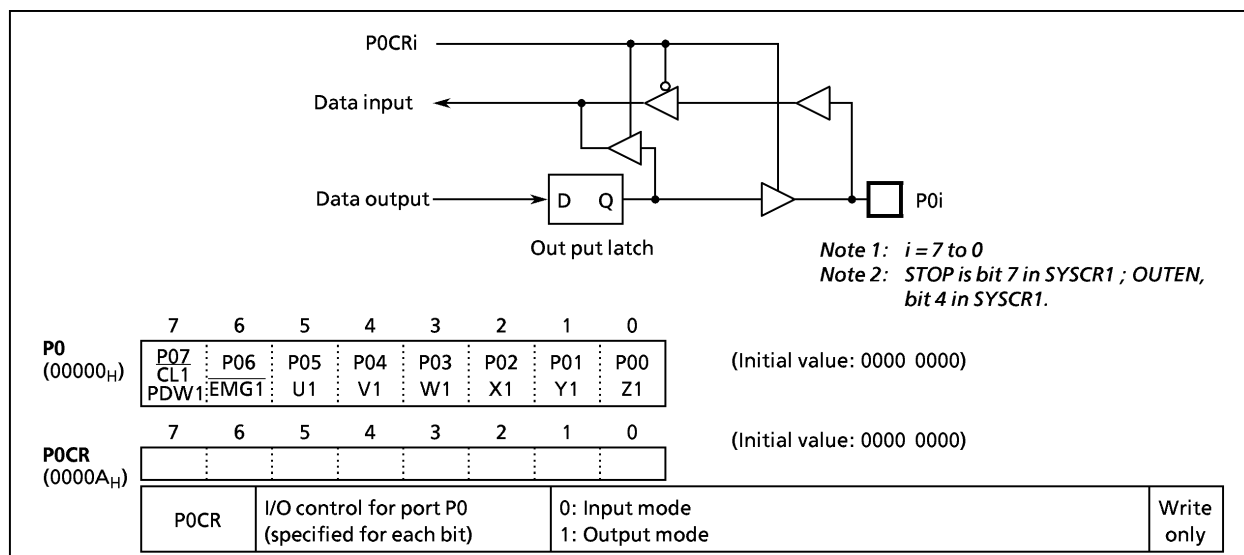 P0CRi
Data input
Data output
D Q
P0i
Out put latch
Note 1: i = 7 to 0
Note 2: STOP is bit 7 in SYSCR1 ; OUTEN,
bit 4 in SYSCR1.
7 6 5 4 3 2 1 0
P0
(00000H)
P07 P06 P05 P04 P03 P02 P01 P00
CL1 EMG1 U1 V1 W1 X1 Y1 Z1
PDW1
(Initial value: 0000 0000)
7 6 5 4 3 2 1 0
P0CR
(0000AH)
(Initial value: 0000 0000)
P0CR
I/O control for port P0
(specified for each bit)
0: Input mode
1: Output mode
Write
only